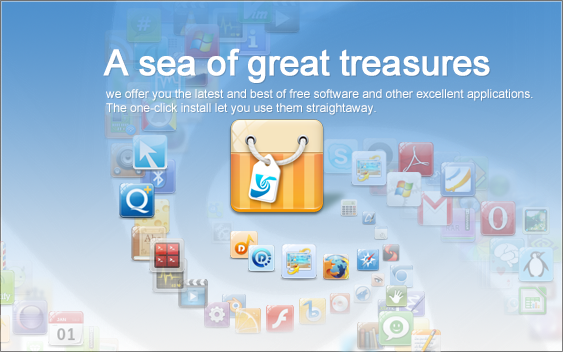 A sea of great treasures
we offer you the latest and best of free software and other excellent applications.
The one-click install let you use them straightaway.
01